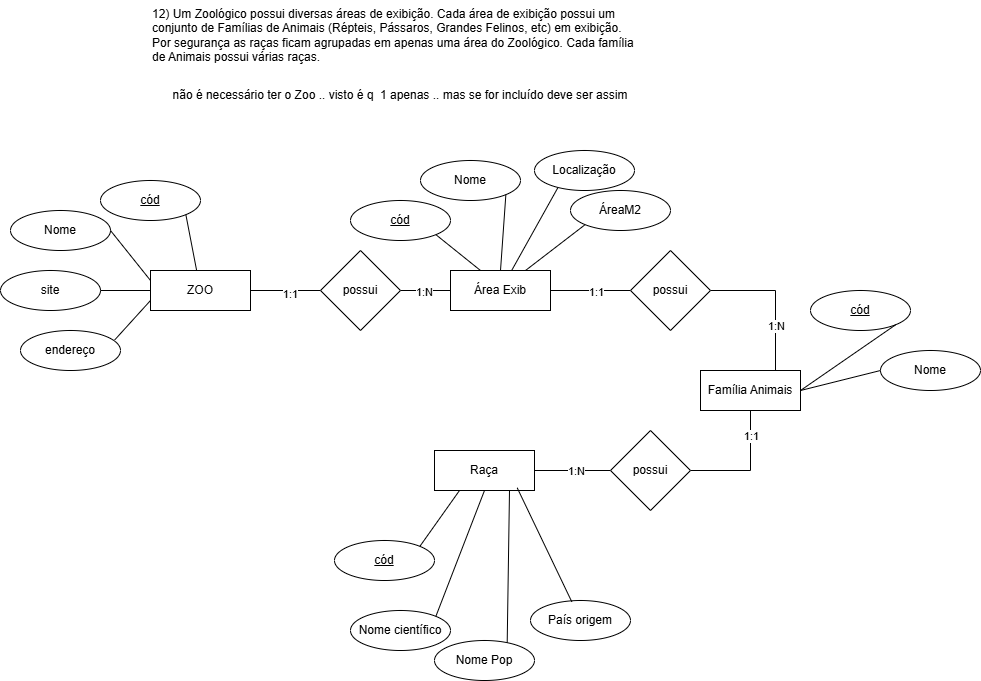 12) Um Zoológico possui diversas áreas de exibição. Cada área de exibição possui um
conjunto de Famílias de Animais (Répteis, Pássaros, Grandes Felinos, etc) em exibição.
Por segurança as raças ficam agrupadas em apenas uma área do Zoológico. Cada família
de Animais possui várias raças.
não é necessário ter o Zoo .. visto é q  1 apenas .. mas se for incluído deve ser assim
Localização
Nome
cód
ÁreaM2
cód
Nome
site
ZOO
1:1
possui
1:N
Área Exib
1:1
possui
endereço
cód
1:N
Nome
Família Animais
1:1
Raça
1:N
possui
cód
País origem
Nome científico
Nome Pop